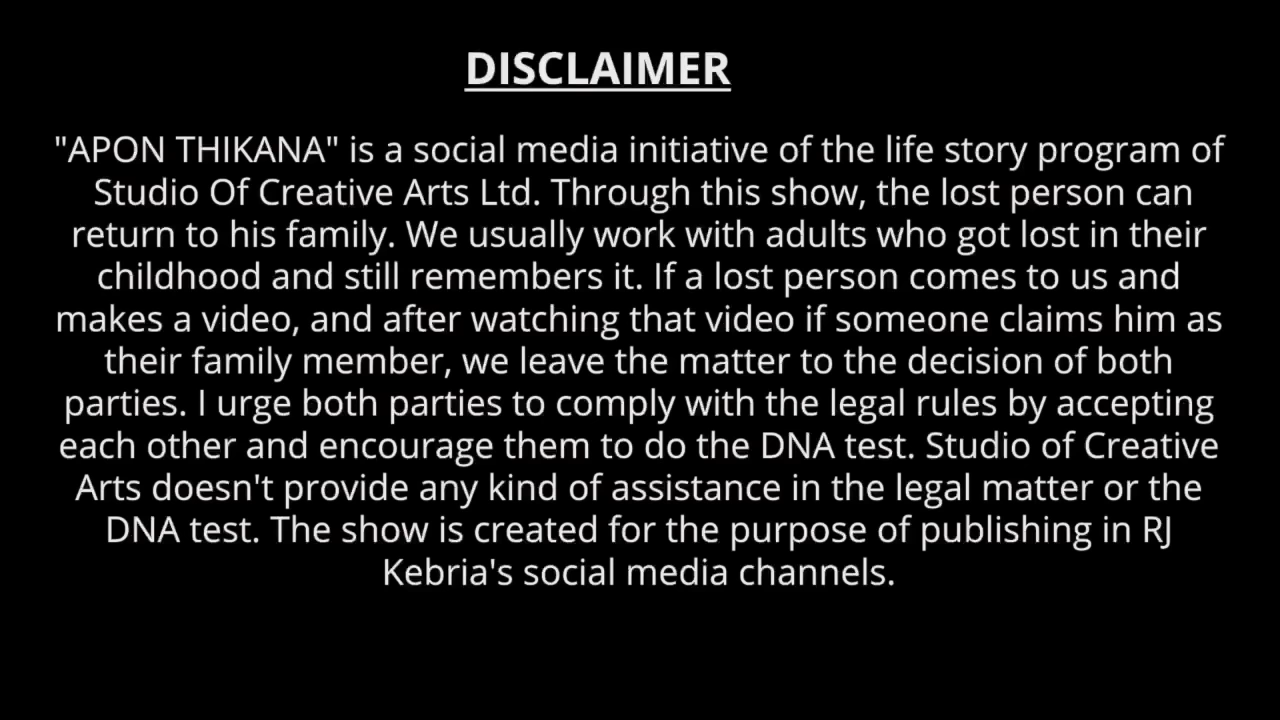 DISCLAIMER
"APON THIKANA" is a social media initiative of the life story program of
Studio Of Creative Arts Ltd. Through this show, the lost person can
return to his family. We usually work with adults who got lost in their
childhood and still remembers it. If a lost person comes to us and
makes a video, and after watching that video if someone claims him as
their family member, we leave the matter to the decision of both
parties. I urge both parties to comply with the legal rules by accepting
each other and encourage them to do the DNA test. Studio of Creative
Arts doesn't provide any kind of assistance in the legal matter or the
DNA test. The show is created for the purpose of publishing in RJ
Kebria's social media channels.